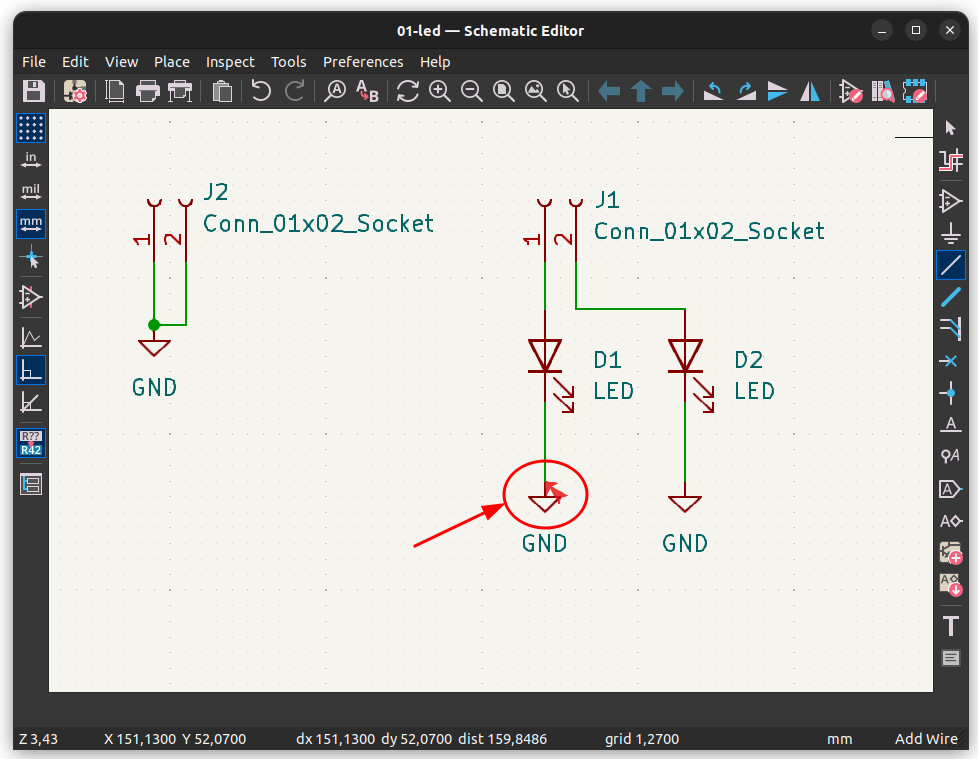 01-led — Schematic Editor
File Edit View Place Inspect Tools Preferences Help
A
B
in
mil
mm
R??
R42
J2
Conn_01x02_Socket
1 2
GND
J1
Conn_01x02_Socket
1 2
D1
LED
D2
LED
GND
GND
A
A
A
A
A
T
Z 3,43 X 151,1300 Y 52,0700 dx 151,1300 dy 52,0700 dist 159,8486 grid 1,2700 mm Add Wire